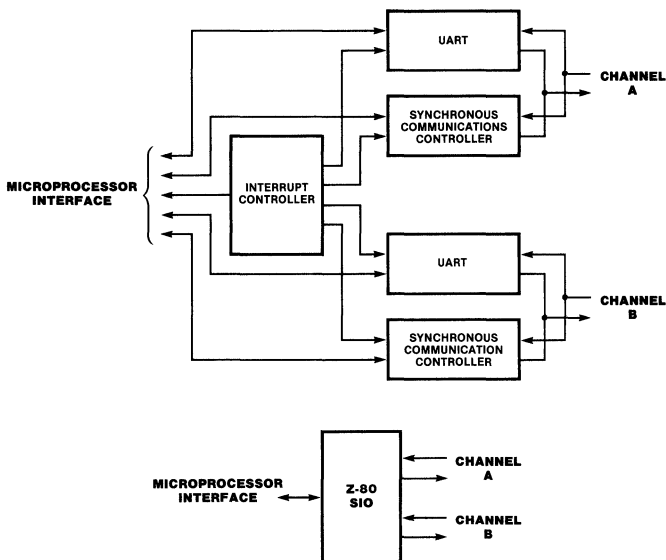 UART
CHANNEL
A
SYNCHRONOUS
COMMUNICATIONS
CONTROLLER
MICROPROCESSOR
INTERFACE
INTERRUPT
CONTROLLER
UART
CHANNEL
B
SYNCHRONOUS
COMMUNICATION
CONTROLLER
MICROPROCESSOR
INTERFACE
Z-80
SIO
CHANNEL
A
CHANNEL
B